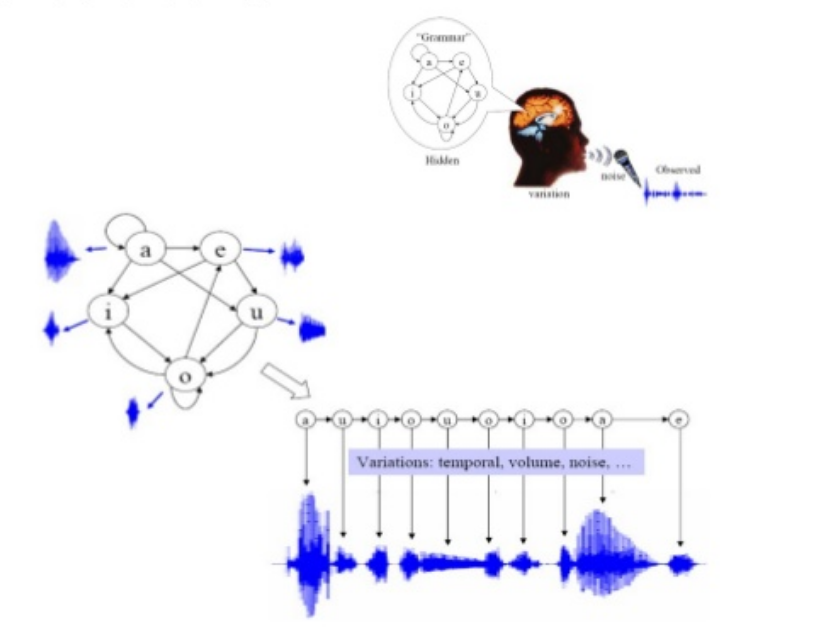 "Grammar"
a e
i u
o
Hidden
variation
noise
Observed
a e
i u
o
a u i o u o i o a e
Variations: temporal, volume, noise, ...